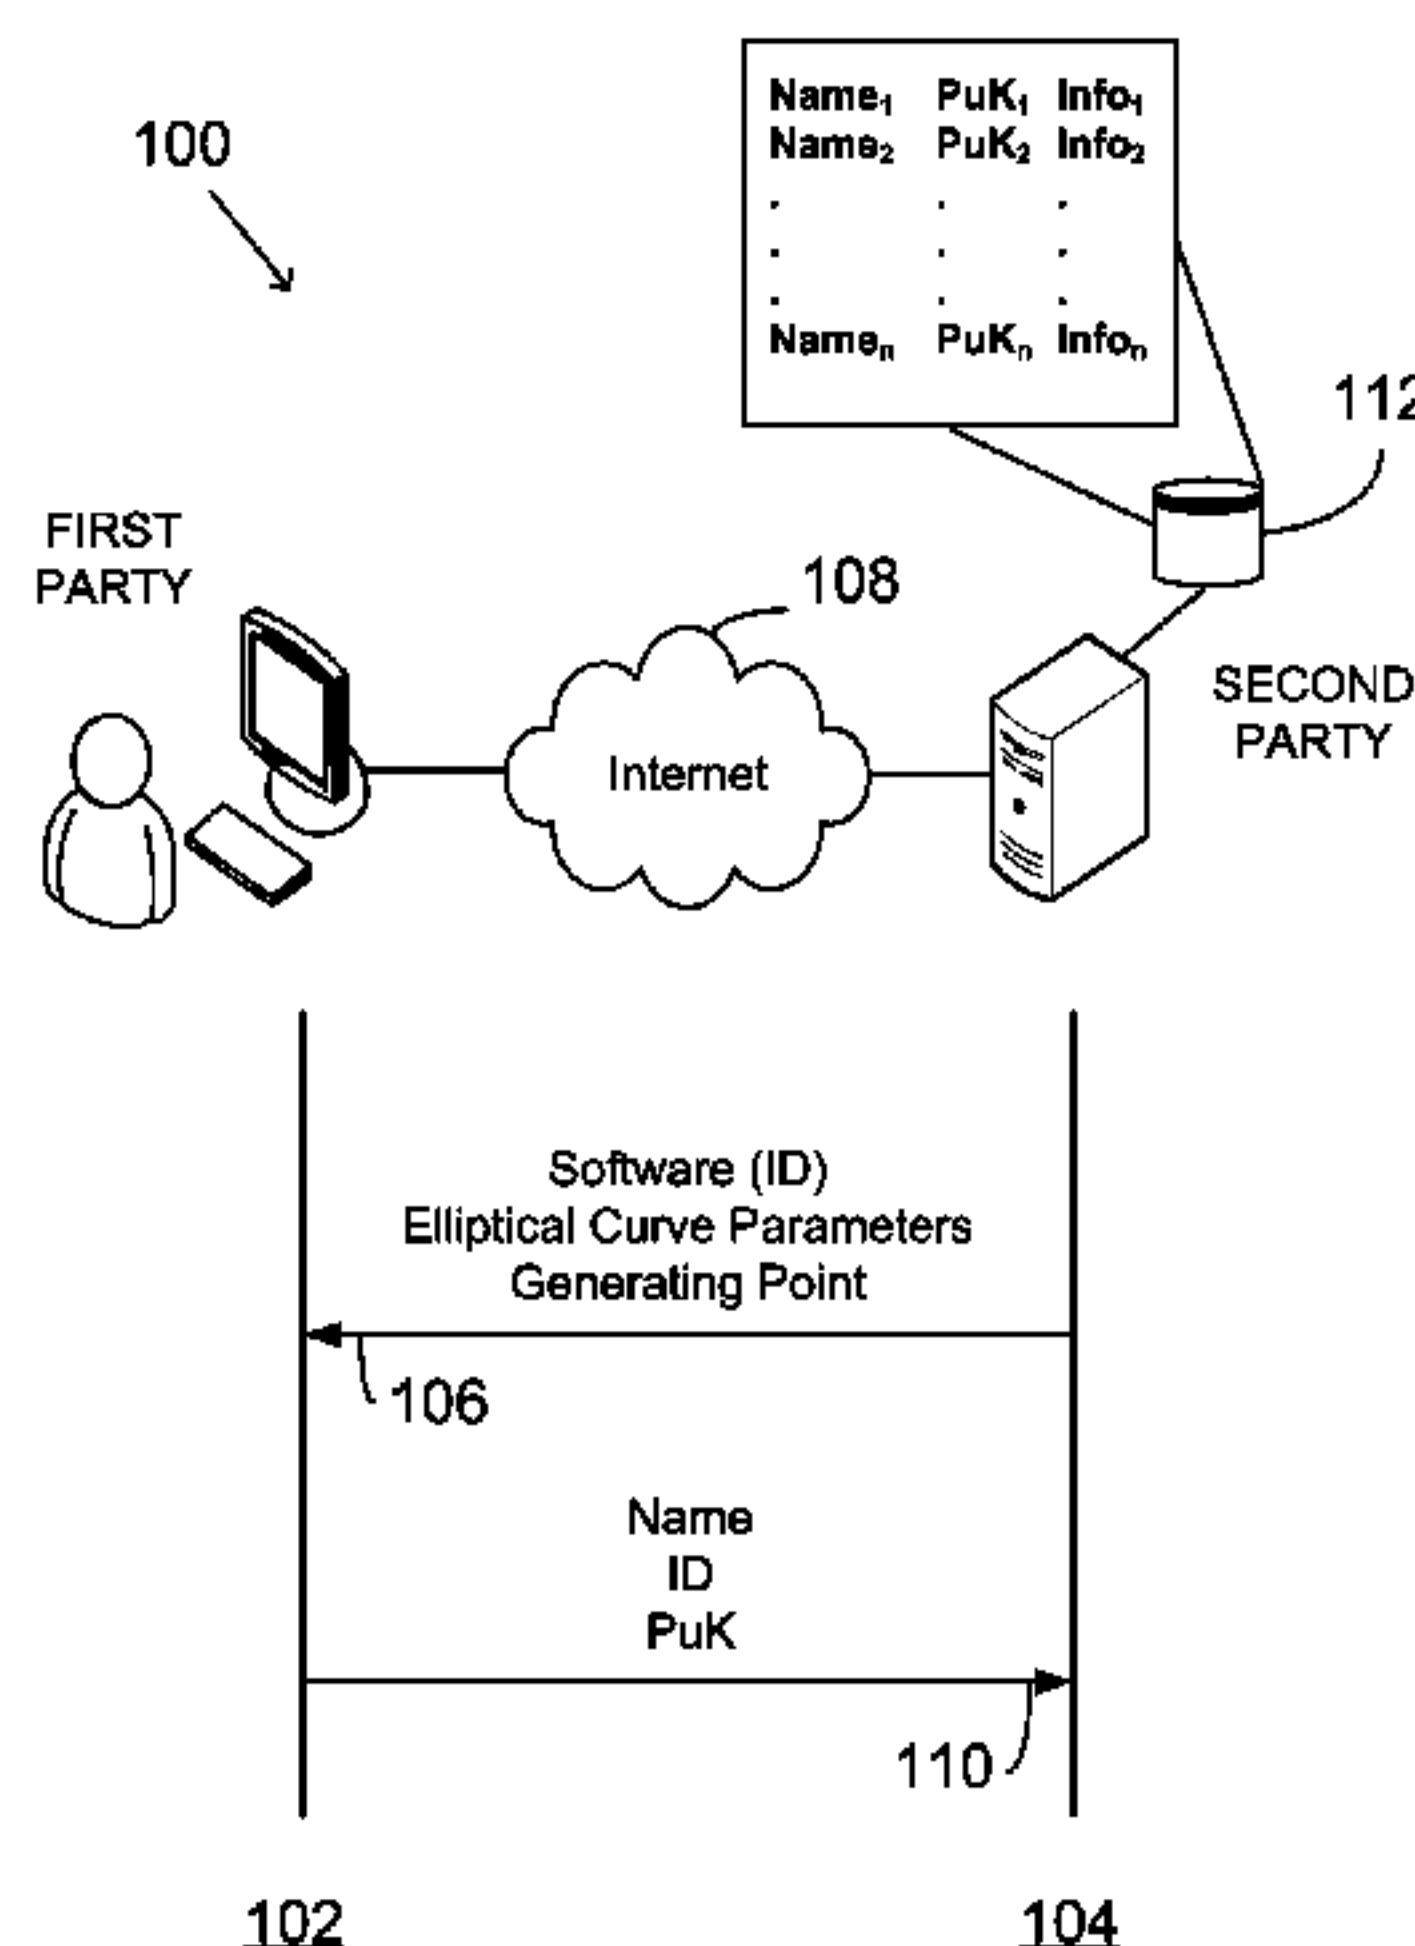 Name₁ PuK₁ Info₁
Name₂ PuK₂ Info₂
. . .
. . .
. . .
Nameₙ PuKₙ Infoₙ
100
112
FIRST
PARTY
108
SECOND
PARTY
Internet
Software (ID)
Elliptical Curve Parameters
Generating Point
106
Name
ID
PuK
110
102
104